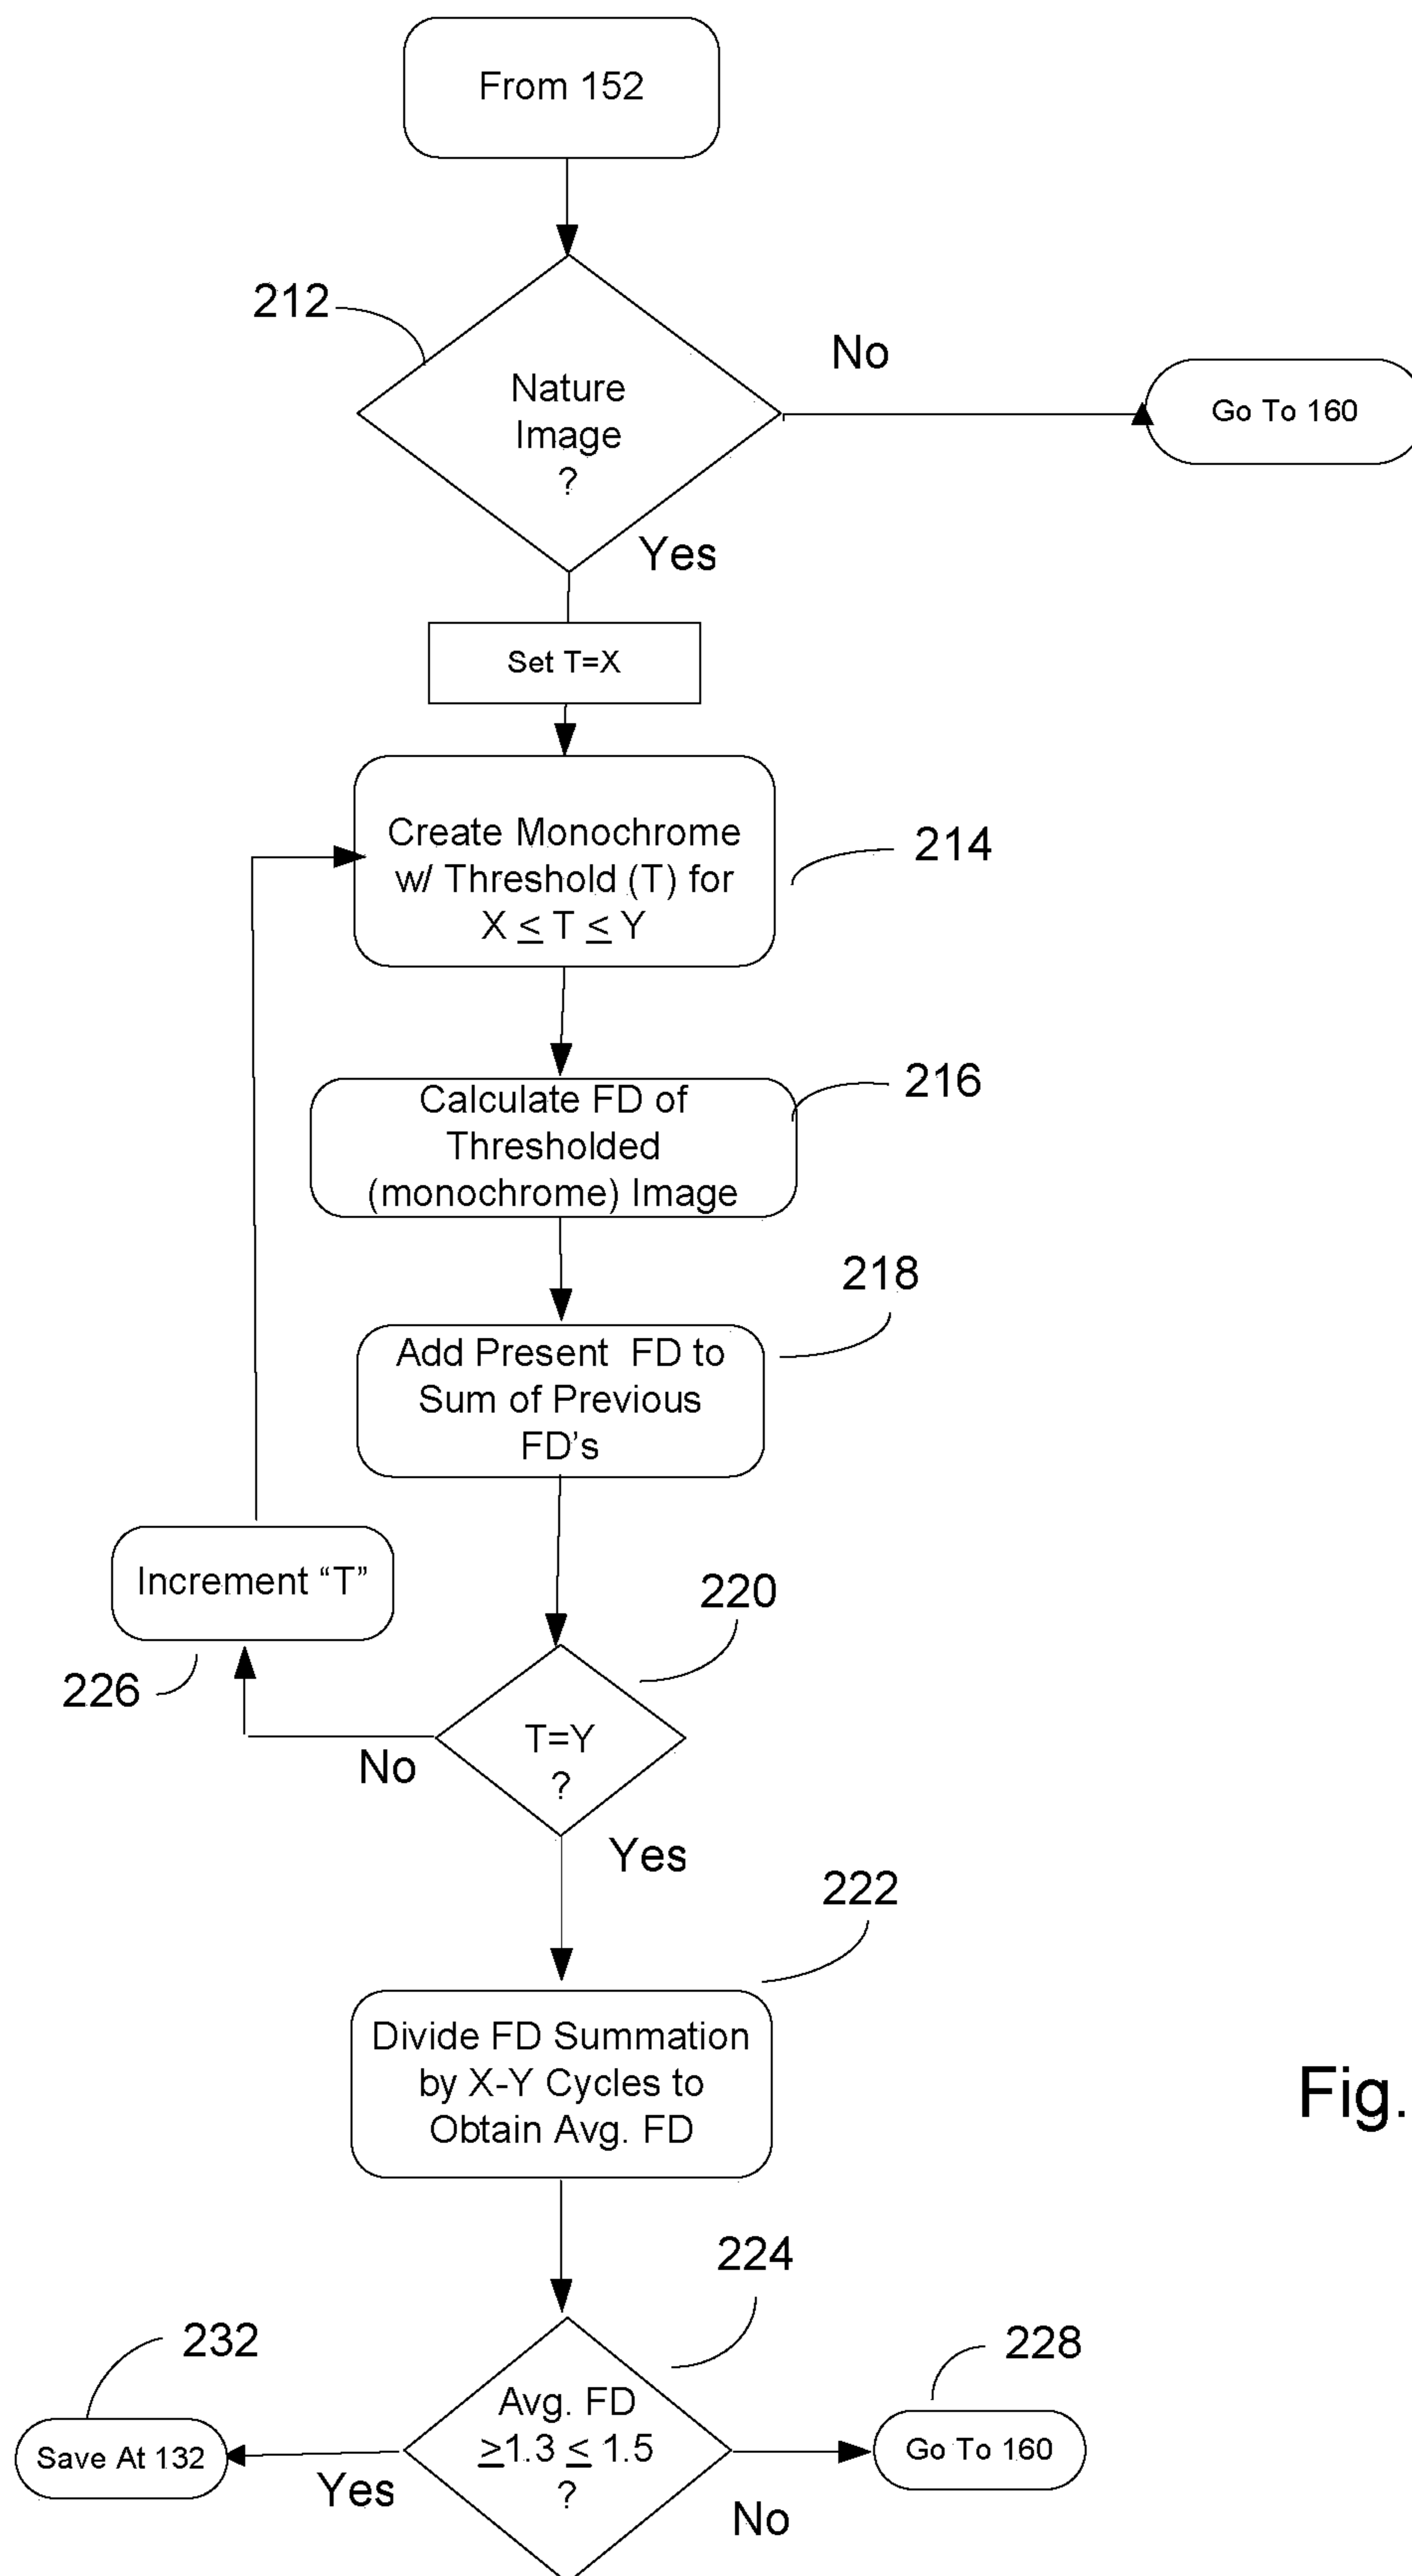 From 152
212
Nature
Image
?
No
Go To 160
Yes
Set T=X
Create Monochrome
w/ Threshold (T) for
X ≤ T ≤ Y
214
Calculate FD of
Thresholded
(monochrome) Image
216
218
Add Present FD to
Sum of Previous
FD's
Increment “T”
226
220
T=Y
?
No
Yes
222
Divide FD Summation
by X-Y Cycles to
Obtain Avg. FD
Fig.
224
232
228
Avg. FD
≥1.3 ≤ 1.5
?
Save At 132
Go To 160
Yes
No